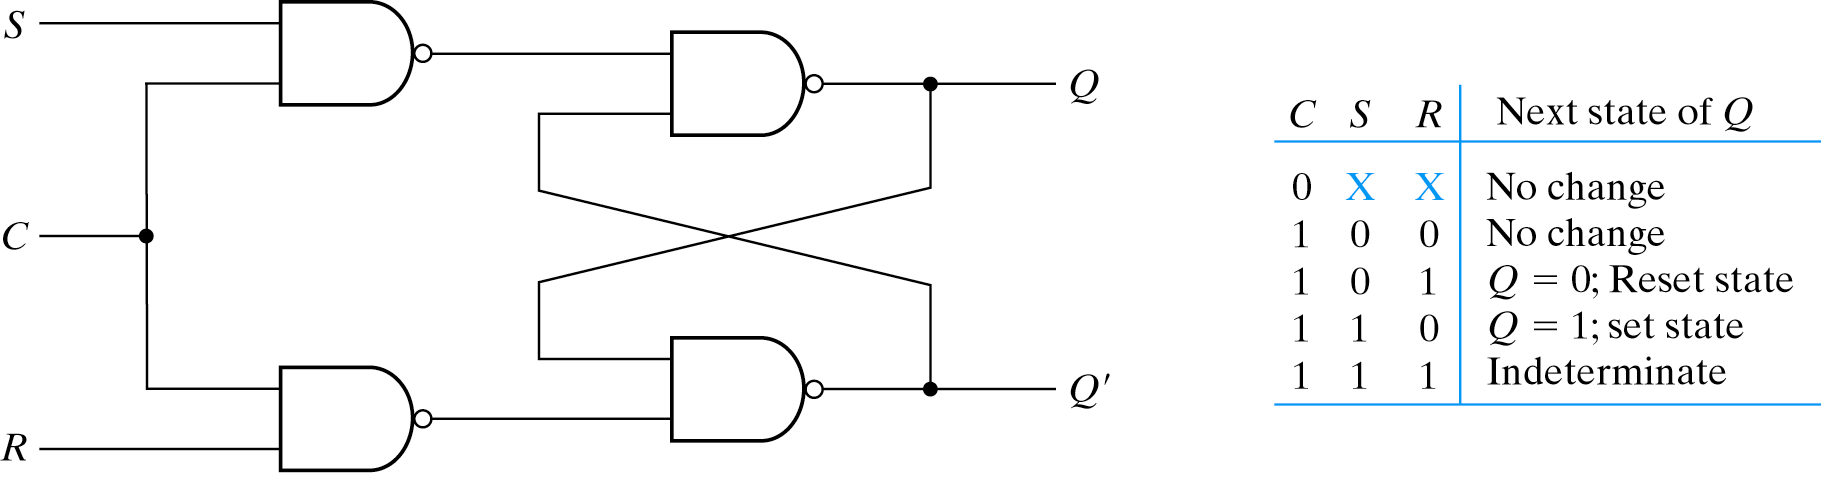 S
C
R
Q
Q′
C S R Next state of Q
0 X X No change
1 0 0 No change
1 0 1 Q = 0; Reset state
1 1 0 Q = 1; set state
1 1 1 Indeterminate